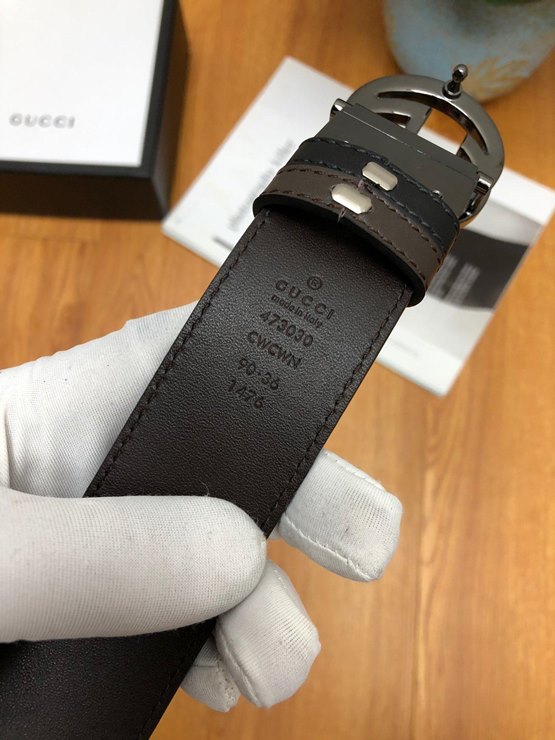 GUCCI
®
GUCCI
made in italy
473030
CWCWN
90·36
1476